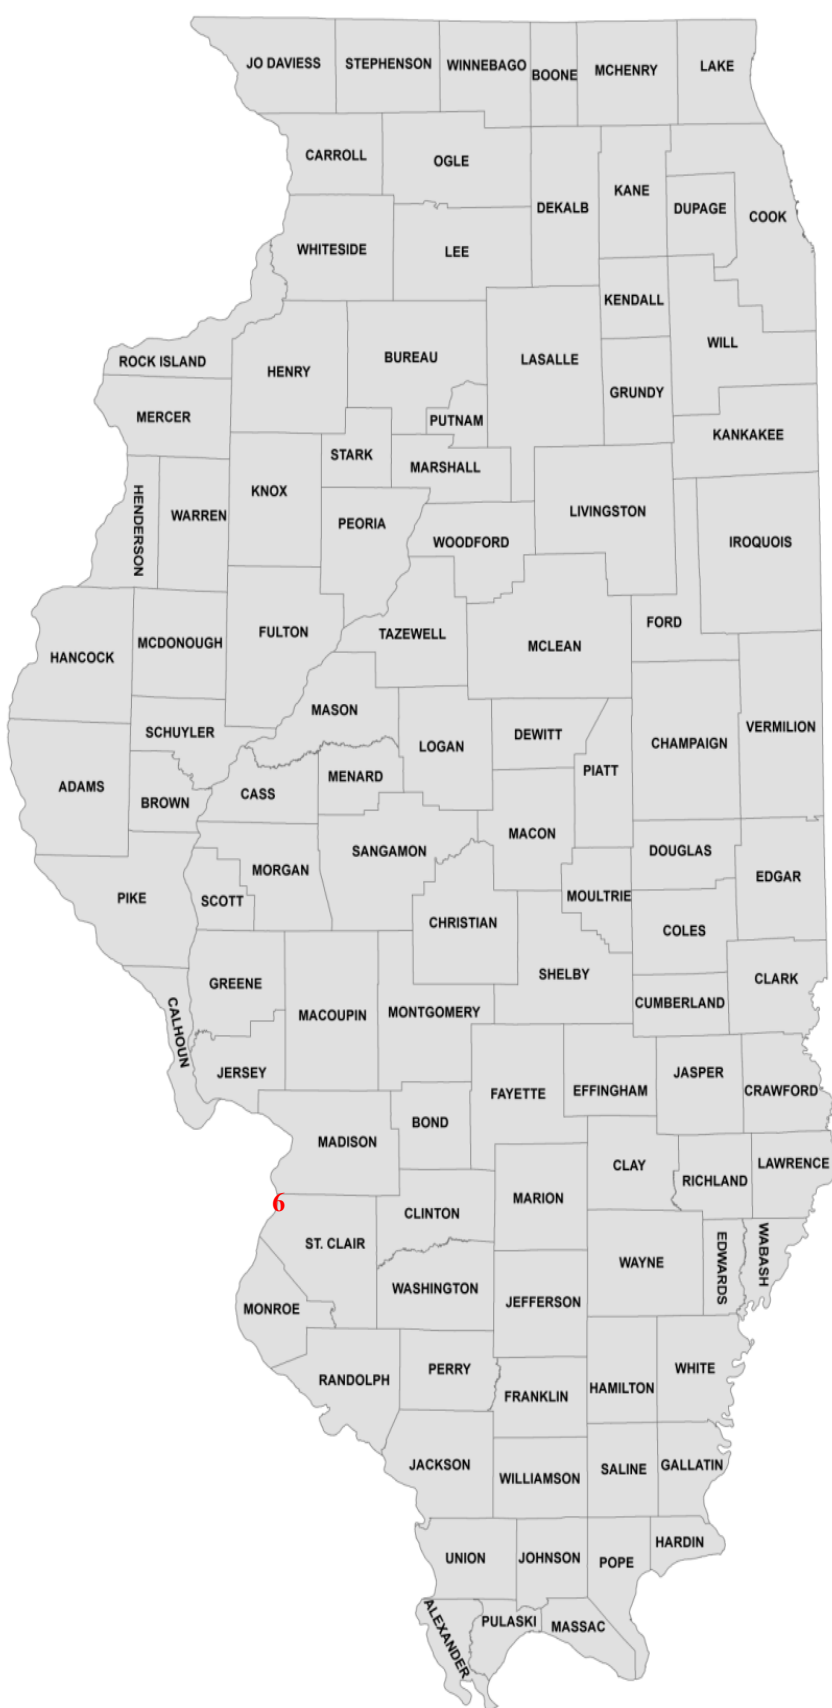 JO DAVIESS
STEPHENSON
WINNEBAGO
BOONE
MCHENRY
LAKE
CARROLL
OGLE
DEKALB
KANE
DUPAGE
COOK
WHITESIDE
LEE
KENDALL
ROCK ISLAND
HENRY
BUREAU
LASALLE
WILL
GRUNDY
MERCER
PUTNAM
KANKAKEE
STARK
MARSHALL
HENDERSON
WARREN
KNOX
PEORIA
LIVINGSTON
WOODFORD
IROQUOIS
HANCOCK
MCDONOUGH
FULTON
TAZEWELL
MCLEAN
FORD
MASON
SCHUYLER
LOGAN
DEWITT
CHAMPAIGN
VERMILION
ADAMS
BROWN
CASS
MENARD
PIATT
MACON
SANGAMON
DOUGLAS
PIKE
SCOTT
MORGAN
MOULTRIE
EDGAR
CHRISTIAN
COLES
GREENE
SHELBY
CLARK
CALHOUN
MACOUPIN
MONTGOMERY
CUMBERLAND
JERSEY
FAYETTE
EFFINGHAM
JASPER
CRAWFORD
MADISON
BOND
CLAY
RICHLAND
LAWRENCE
6
MARION
CLINTON
ST. CLAIR
WAYNE
EDWARDS
WABASH
WASHINGTON
JEFFERSON
MONROE
RANDOLPH
PERRY
FRANKLIN
HAMILTON
WHITE
JACKSON
WILLIAMSON
SALINE
GALLATIN
UNION
JOHNSON
POPE
HARDIN
ALEXANDER
PULASKI
MASSAC